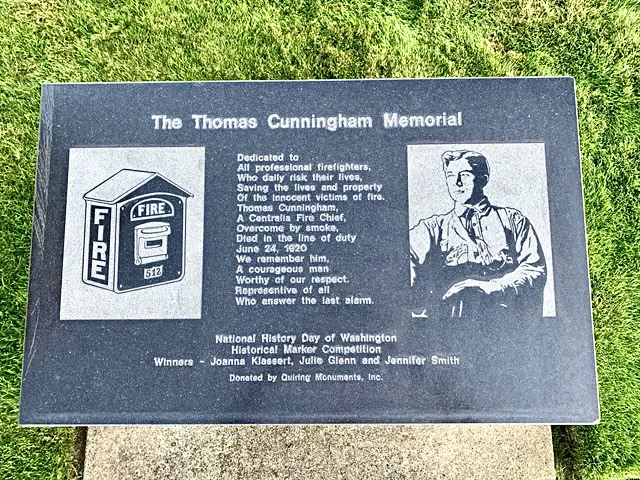 The Thomas Cunningham Memorial
FIRE
FIRE
512
Dedicated to
All professional firefighters,
Who daily risk their lives,
Saving the lives and property
Of the innocent victims of fire.
Thomas Cunningham,
A Centralia Fire Chief,
Overcome by smoke,
Died in the line of duty
June 24, 1920
We remember him,
A courageous man
Worthy of our respect.
Representive of all
Who answer the last alarm.
National History Day of Washington
Historical Marker Competition
Winners - Joanna Klassert, Julie Glenn and Jennifer Smith
Donated by Quiring Monuments, Inc.